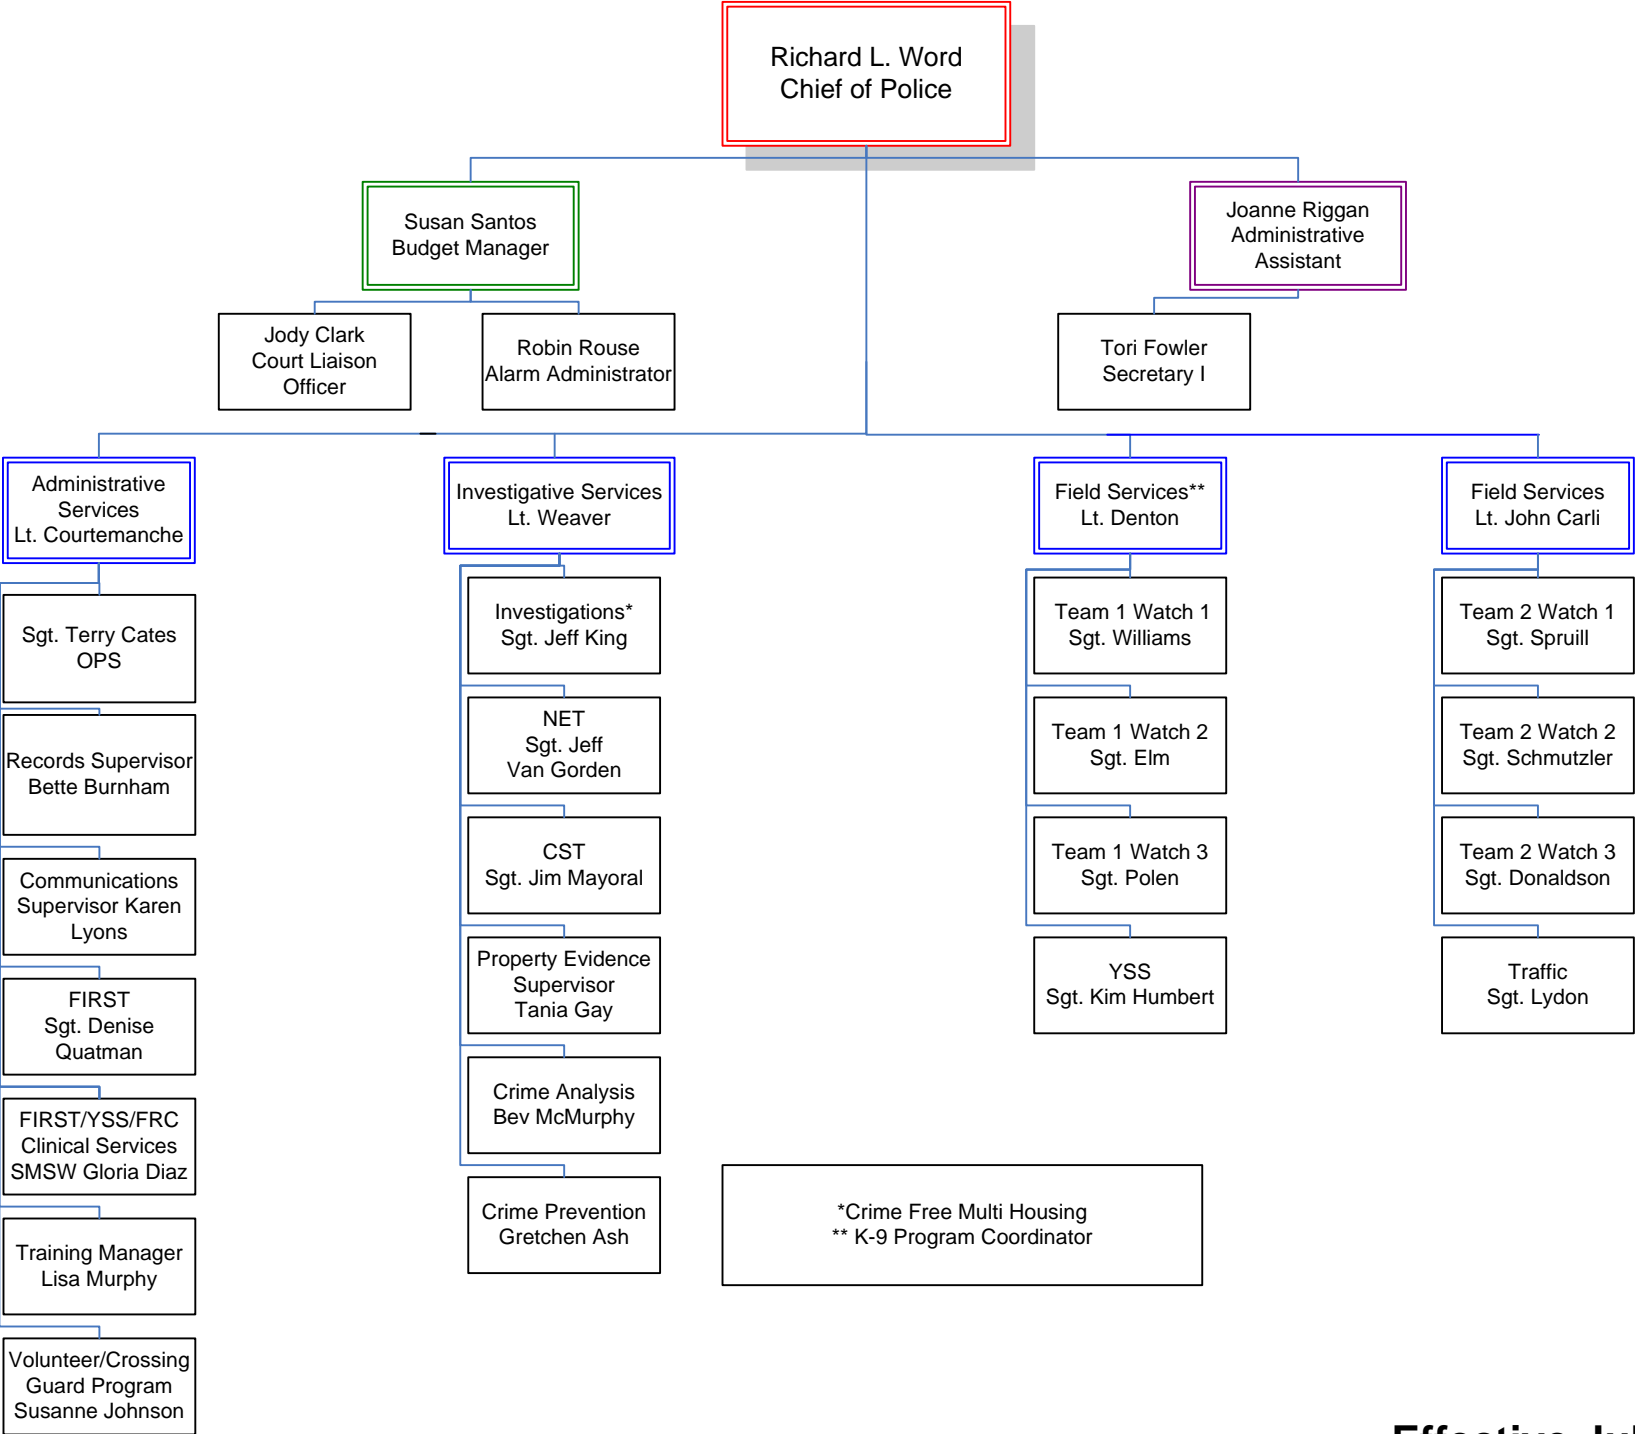 Richard L. Word
Chief of Police
Susan Santos
Budget Manager
Joanne Riggan
Administrative
Assistant
Jody Clark
Court Liaison
Officer
Robin Rouse
Alarm Administrator
Tori Fowler
Secretary I
Administrative
Services
Lt. Courtemanche
Investigative Services
Lt. Weaver
Field Services**
Lt. Denton
Field Services
Lt. John Carli
Sgt. Terry Cates
OPS
Records Supervisor
Bette Burnham
Communications
Supervisor Karen
Lyons
FIRST
Sgt. Denise
Quatman
FIRST/YSS/FRC
Clinical Services
SMSW Gloria Diaz
Training Manager
Lisa Murphy
Volunteer/Crossing
Guard Program
Susanne Johnson
Investigations*
Sgt. Jeff King
NET
Sgt. Jeff
Van Gorden
CST
Sgt. Jim Mayoral
Property Evidence
Supervisor
Tania Gay
Crime Analysis
Bev McMurphy
Crime Prevention
Gretchen Ash
Team 1 Watch 1
Sgt. Williams
Team 1 Watch 2
Sgt. Elm
Team 1 Watch 3
Sgt. Polen
YSS
Sgt. Kim Humbert
Team 2 Watch 1
Sgt. Spruill
Team 2 Watch 2
Sgt. Schmutzler
Team 2 Watch 3
Sgt. Donaldson
Traffic
Sgt. Lydon
*Crime Free Multi Housing
** K-9 Program Coordinator